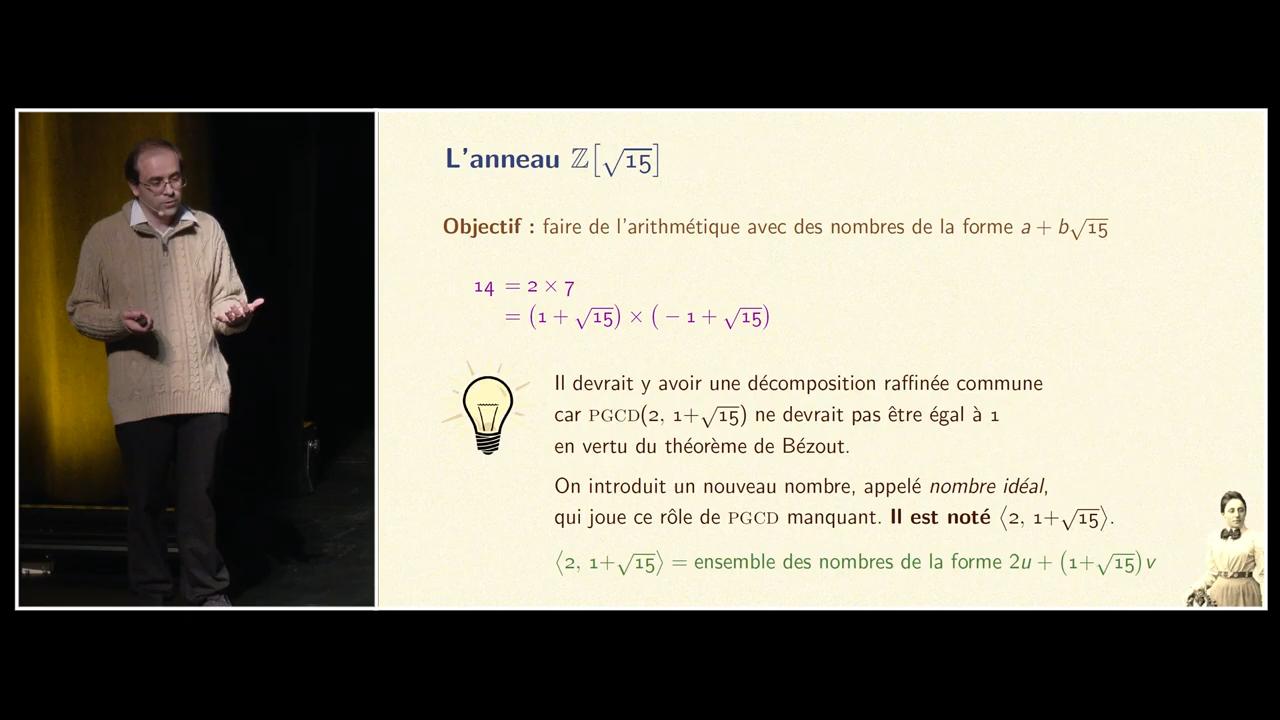 L'anneau ℤ[√15]
Objectif : faire de l'arithmétique avec des nombres de la forme a + b√15
14 = 2 × 7
= (1 + √15) × ( − 1 + √15)
Il devrait y avoir une décomposition raffinée commune
car PGCD(2, 1+√15) ne devrait pas être égal à 1
en vertu du théorème de Bézout.
On introduit un nouveau nombre, appelé nombre idéal,
qui joue ce rôle de PGCD manquant. Il est noté ⟨2, 1+√15⟩.
⟨2, 1+√15⟩ = ensemble des nombres de la forme 2u + (1+√15)v